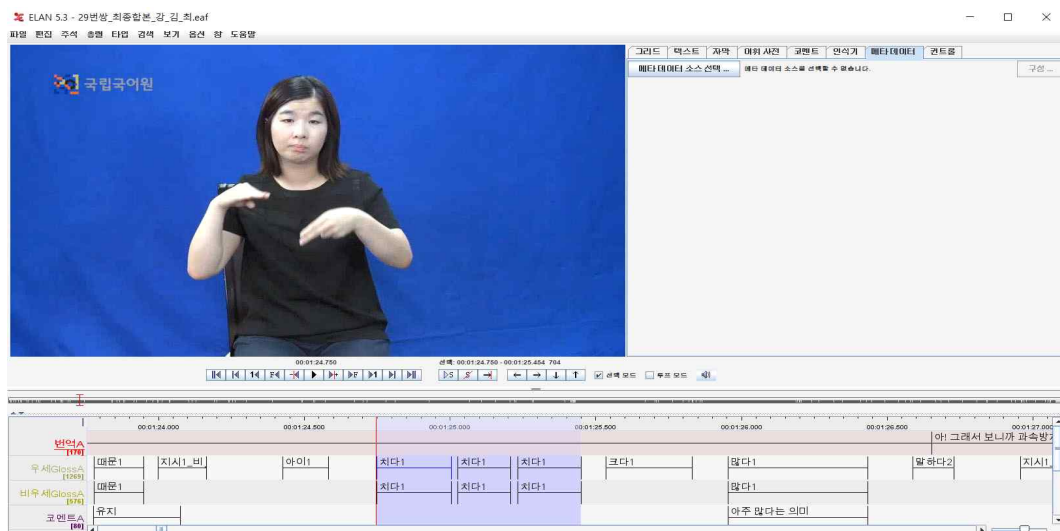 ELAN 5.3 - 29번쌍_최종합본_강_김_최.eaf
파일 편집 주석 층렬 타입 검색 보기 옵션 창 도움말
국립국어원
그리드 텍스트 자막 어휘 사전 코멘트 인식기 메타데이터 컨트롤
메타데이터 소스 선택 ... 메타 데이터 소스를 선택할 수 없습니다. 구성 ...
00:01:24.750 선택: 00:01:24.750 - 00:01:25.454 704
선택 모드 루프 모드
00:01:24.000 00:01:24.500 00:01:25.000 00:01:25.500 00:01:26.000 00:01:26.500 00:01:27.000
번역A
[170]
아! 그래서 보니까 과속방지
우세GlossA
[1269]
때문1 지시1_비 아이1 치다1 치다1 치다1 크다1 많다1 말하다2 지시1
비우세GlossA
[576]
때문1 치다1 치다1 치다1 많다1
코멘트A
[80]
유지 아주 많다는 의미